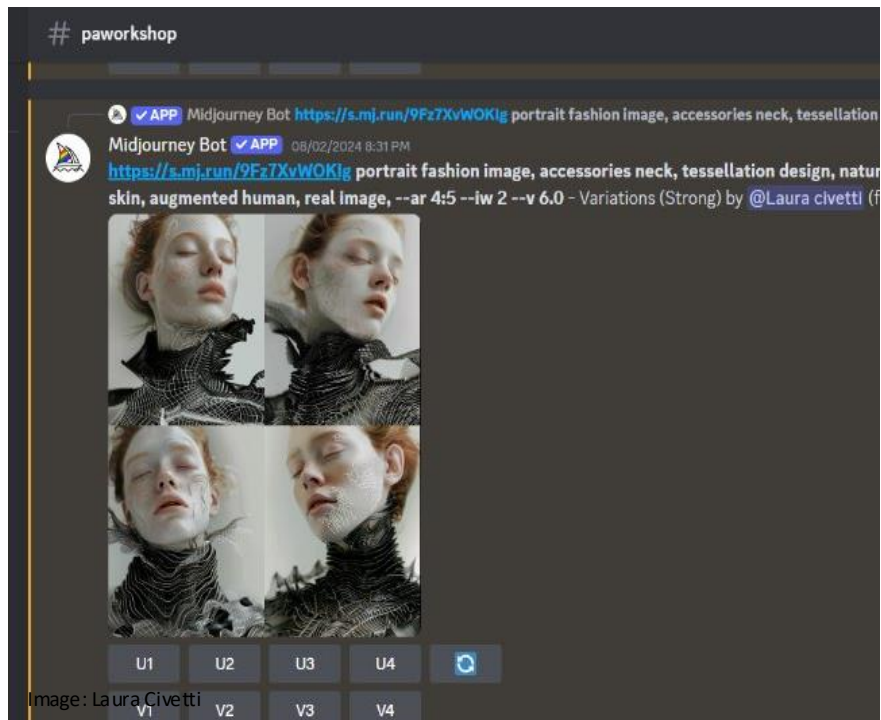 # paworkshop
✓ APP Midjourney Bot https://s.mj.run/9Fz7XvWOKIg portrait fashion image, accessories neck, tessellation
Midjourney Bot ✓ APP 08/02/2024 8:31 PM
https://s.mj.run/9Fz7XvWOKIg portrait fashion image, accessories neck, tessellation design, natur
skin, augmented human, real image, --ar 4:5 --iw 2 --v 6.0 - Variations (Strong) by @Laura civetti (f
U1 U2 U3 U4
Image: Laura Civetti
V1 V2 V3 V4